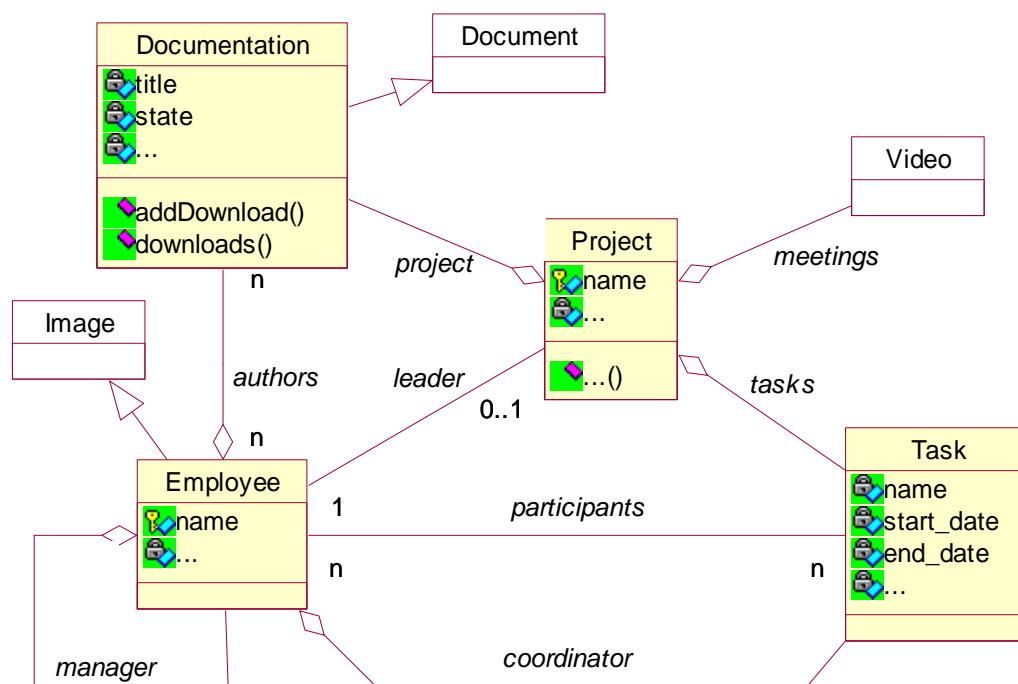 Documentation
title
state
...
addDownload()
downloads()
n
Document
Video
Project
name
...
...()
project
meetings
Image
authors
n
leader
0..1
tasks
Employee
name
...
1
n
participants
n
Task
name
start_date
end_date
...
manager
coordinator